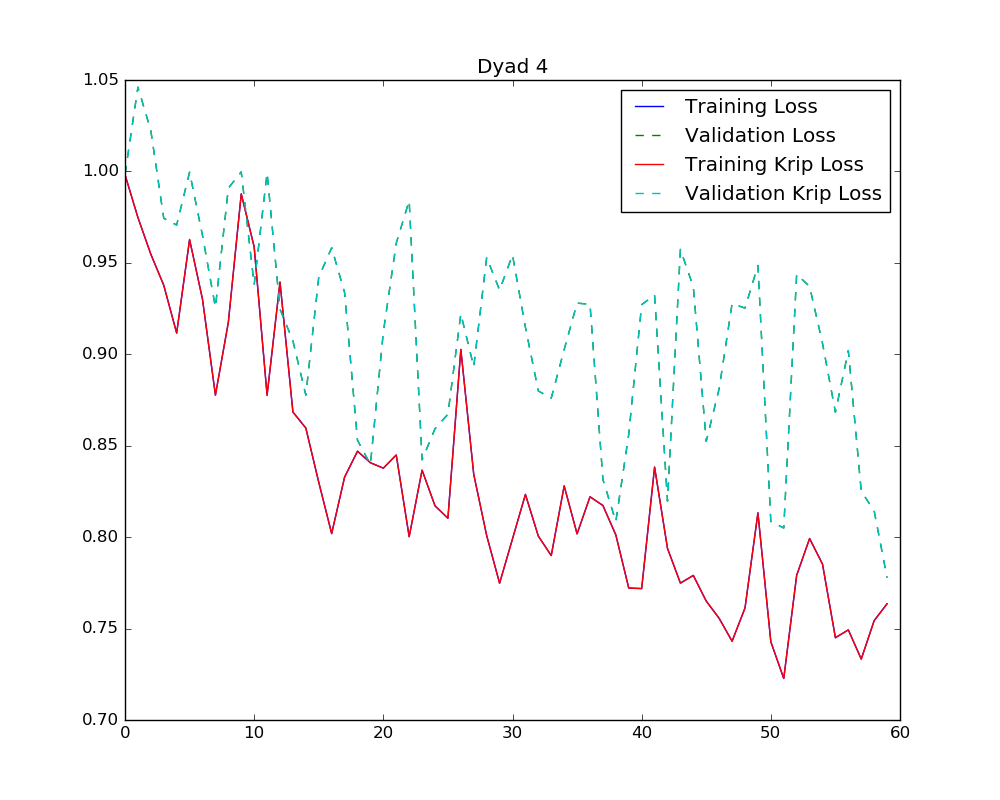 Dyad 4
1.05
1.00
0.95
0.90
0.85
0.80
0.75
0.70
0 10 20 30 40 50 60
Training Loss
Validation Loss
Training Krip Loss
Validation Krip Loss